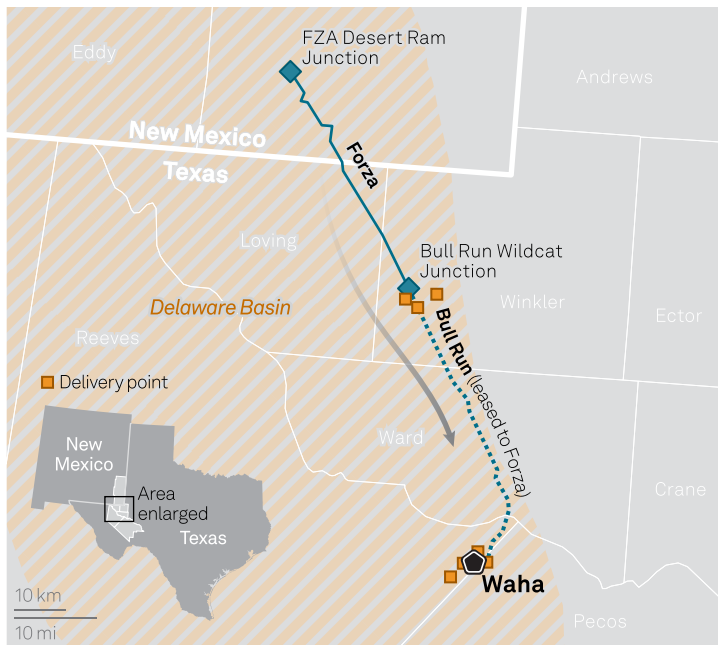 FZA Desert Ram
Junction
Eddy
Andrews
New Mexico
Texas
Forza
Loving
Bull Run Wildcat
Junction
Delaware Basin
Winkler
Ector
Reeves
Bull Run (leased to Forza)
Delivery point
Ward
New
Mexico
Area
enlarged
Texas
Crane
Waha
10 km
10 mi
Pecos